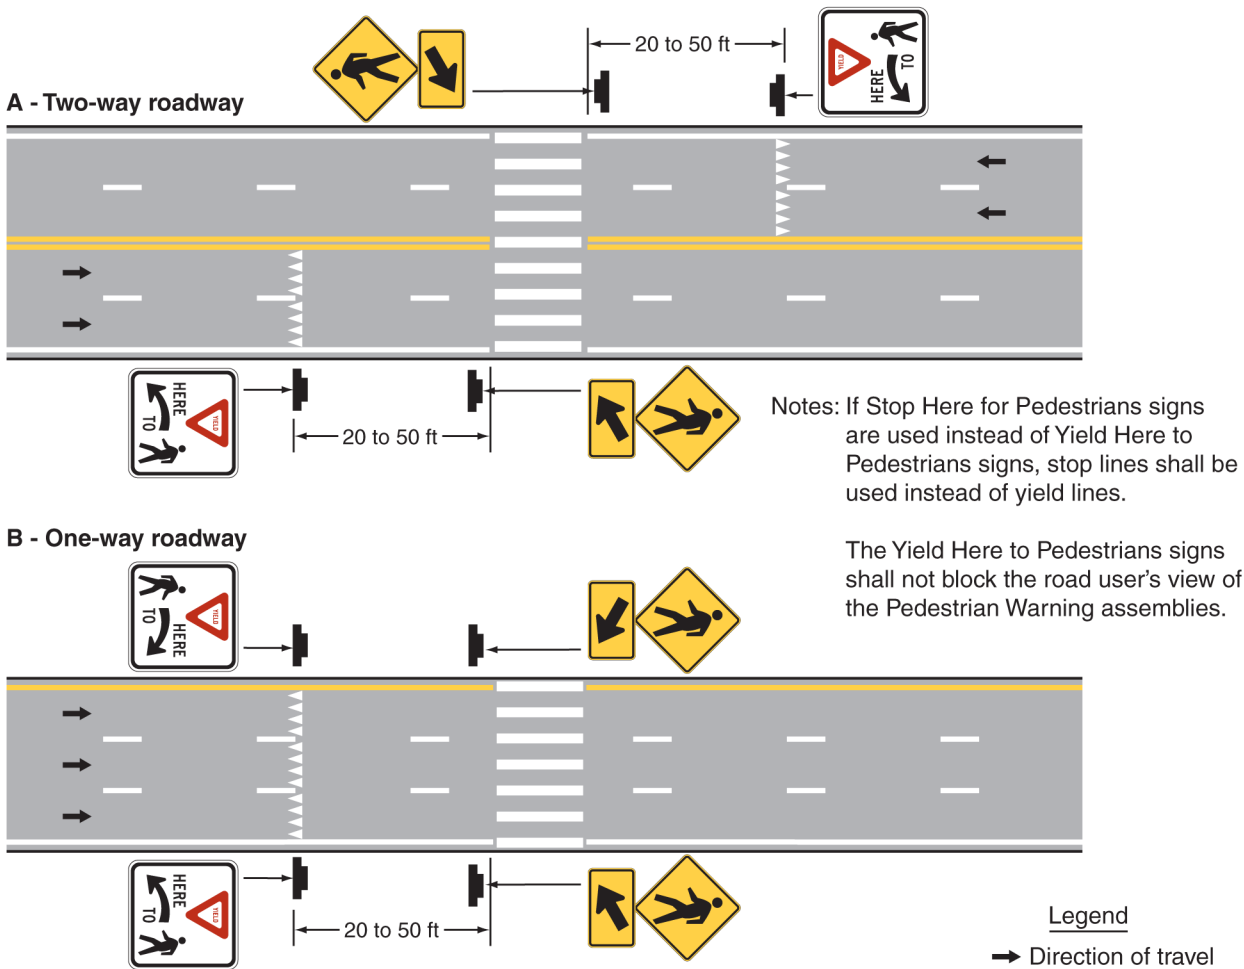 20 to 50 ft
YIELD
HERE
TO
A - Two-way roadway
HERE
TO
YIELD
20 to 50 ft
Notes: If Stop Here for Pedestrians signs
are used instead of Yield Here to
Pedestrians signs, stop lines shall be
used instead of yield lines.
The Yield Here to Pedestrians signs
shall not block the road user’s view of
the Pedestrian Warning assemblies.
B - One-way roadway
TO
HERE
YIELD
HERE
TO
YIELD
20 to 50 ft
Legend
Direction of travel